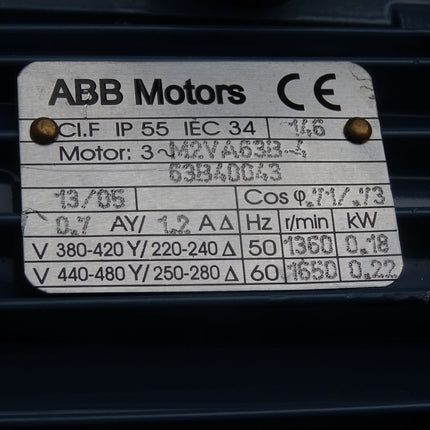 ABB Motors CE
Cl.F IP 55 IEC 34 146
Motor: 3~M2VA63B-4
63B40043
13/05 Cos φ.71/.73
0.7 AY/ 1.2 A Δ Hz r/min kW
V 380-420 Y/ 220-240 Δ 50 1360 0.18
V 440-480 Y/ 250-280 Δ 60 1650 0.22